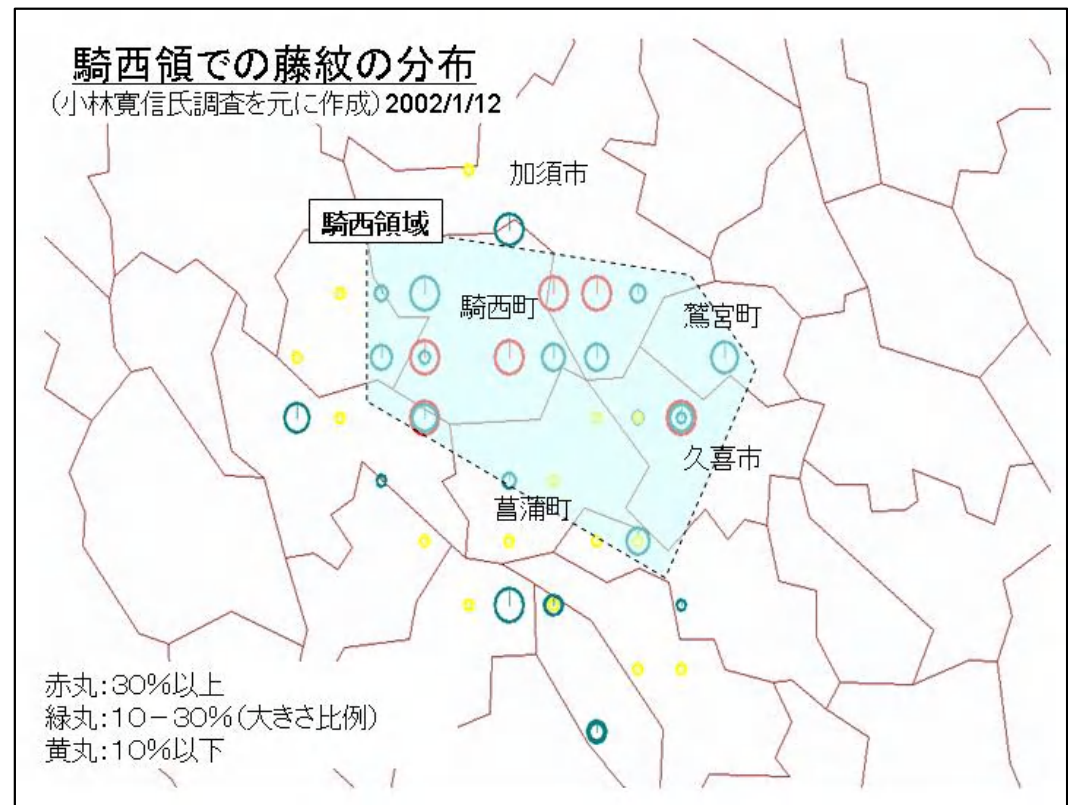 騎西領での藤紋の分布
(小林寛信氏調査を元に作成)2002/1/12
加須市
騎西領域
騎西町
鷲宮町
久喜市
菖蒲町
赤丸:30%以上
緑丸:10-30%(大きさ比例)
黄丸:10%以下